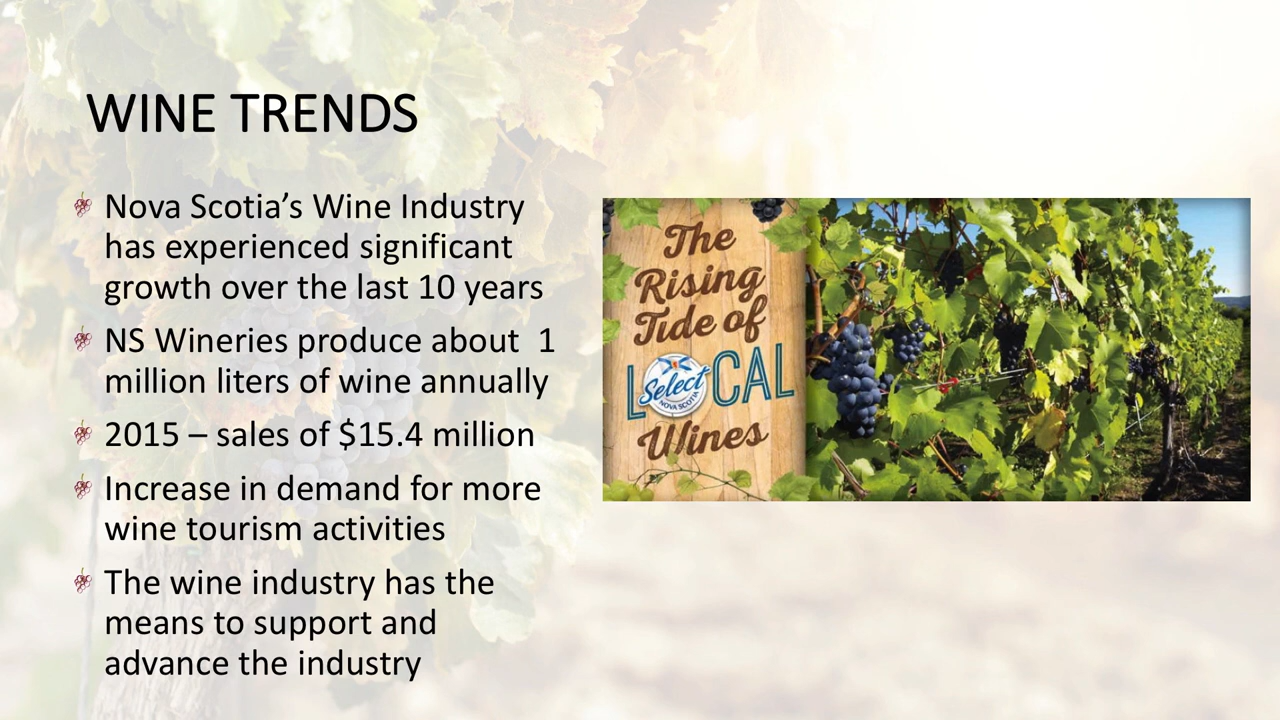 WINE TRENDS
Nova Scotia’s Wine Industry
has experienced significant
growth over the last 10 years
NS Wineries produce about  1
million liters of wine annually
2015 – sales of $15.4 million
Increase in demand for more
wine tourism activities
The wine industry has the
means to support and
advance the industry
The
Rising
Tide of
LOCAL
Select
NOVA SCOTIA
Wines